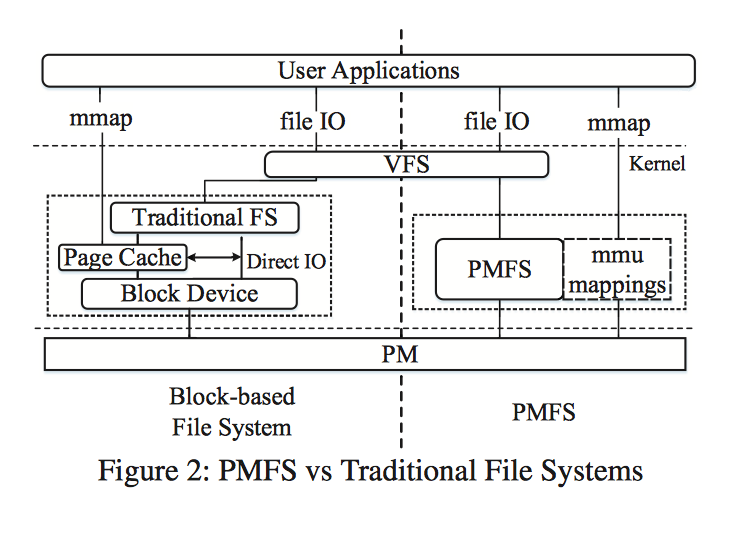 User Applications
mmap
file IO
file IO
mmap
VFS
Kernel
Traditional FS
Page Cache
Direct IO
Block Device
PMFS
mmu
mappings
PM
Block-based
File System
PMFS
Figure 2: PMFS vs Traditional File Systems